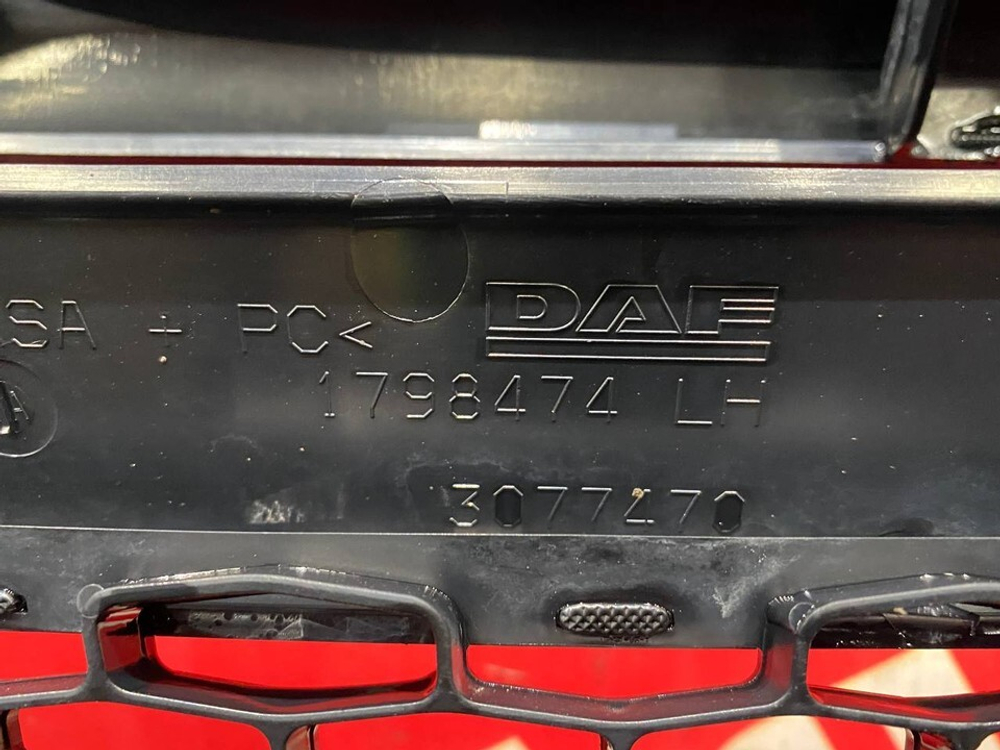 DAF
SA + PC<
1798474 LH
3077470